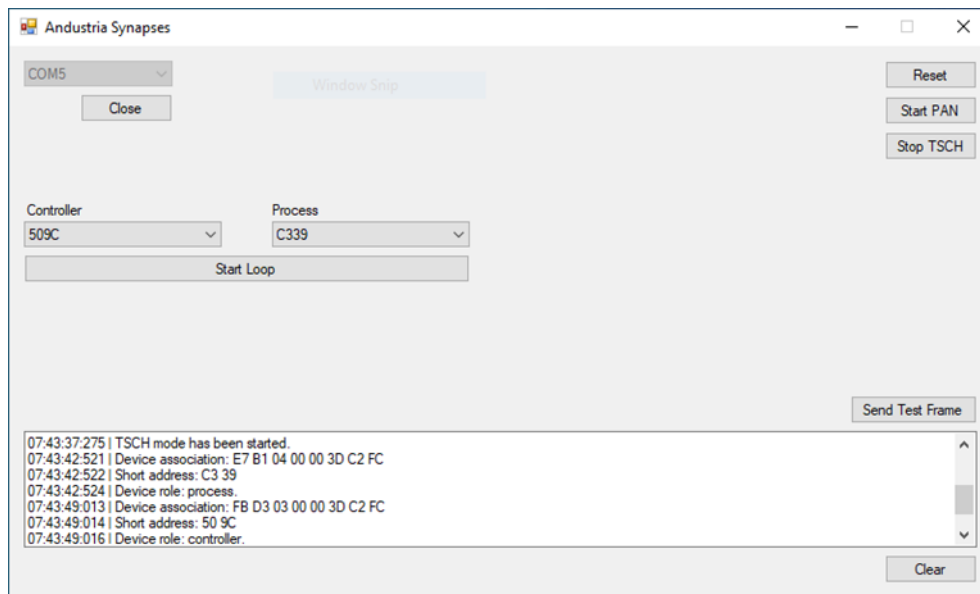 Andustria Synapses
COM5
Window Snip
Reset
Close
Start PAN
Stop TSCH
Controller
Process
509C
C339
Start Loop
Send Test Frame
07:43:37:275 | TSCH mode has been started.
07:43:42:521 | Device association: E7 B1 04 00 00 3D C2 FC
07:43:42:522 | Short address: C3 39
07:43:42:524 | Device role: process.
07:43:49:013 | Device association: FB D3 03 00 00 3D C2 FC
07:43:49:014 | Short address: 50 9C
07:43:49:016 | Device role: controller.
Clear